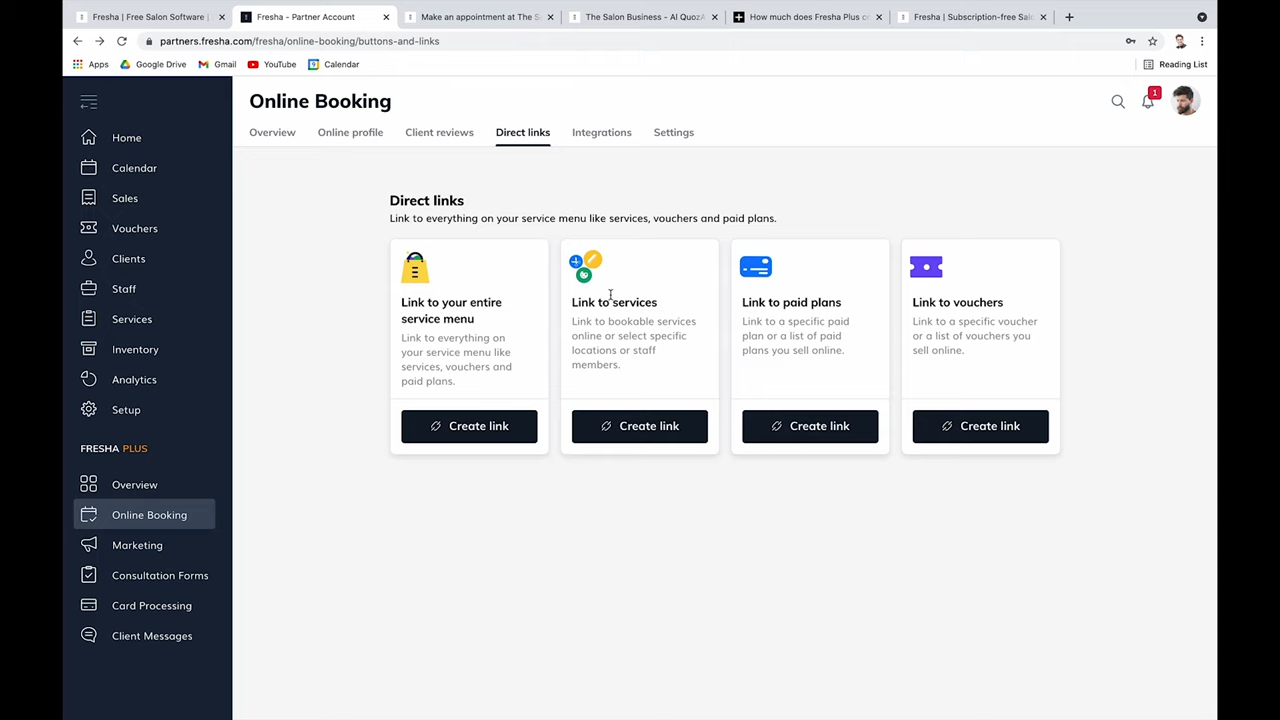 Fresha | Free Salon Software |
Fresha - Partner Account
Make an appointment at The S
The Salon Business - Al Quoz
How much does Fresha Plus c
Fresha | Subscription-free Sal
partners.fresha.com/fresha/online-booking/buttons-and-links
Apps
Google Drive
Gmail
YouTube
Calendar
Reading List
Online Booking
1
Overview
Online profile
Client reviews
Direct links
Integrations
Settings
Home
Calendar
Sales
Vouchers
Clients
Staff
Services
Inventory
Analytics
Setup
FRESHA PLUS
Overview
Online Booking
Marketing
Consultation Forms
Card Processing
Client Messages
Direct links
Link to everything on your service menu like services, vouchers and paid plans.
Link to your entire
service menu
Link to everything on
your service menu like
services, vouchers and
paid plans.
Create link
Link to services
Link to bookable services
online or select specific
locations or staff
members.
Create link
Link to paid plans
Link to a specific paid
plan or a list of paid
plans you sell online.
Create link
Link to vouchers
Link to a specific voucher
or a list of vouchers you
sell online.
Create link